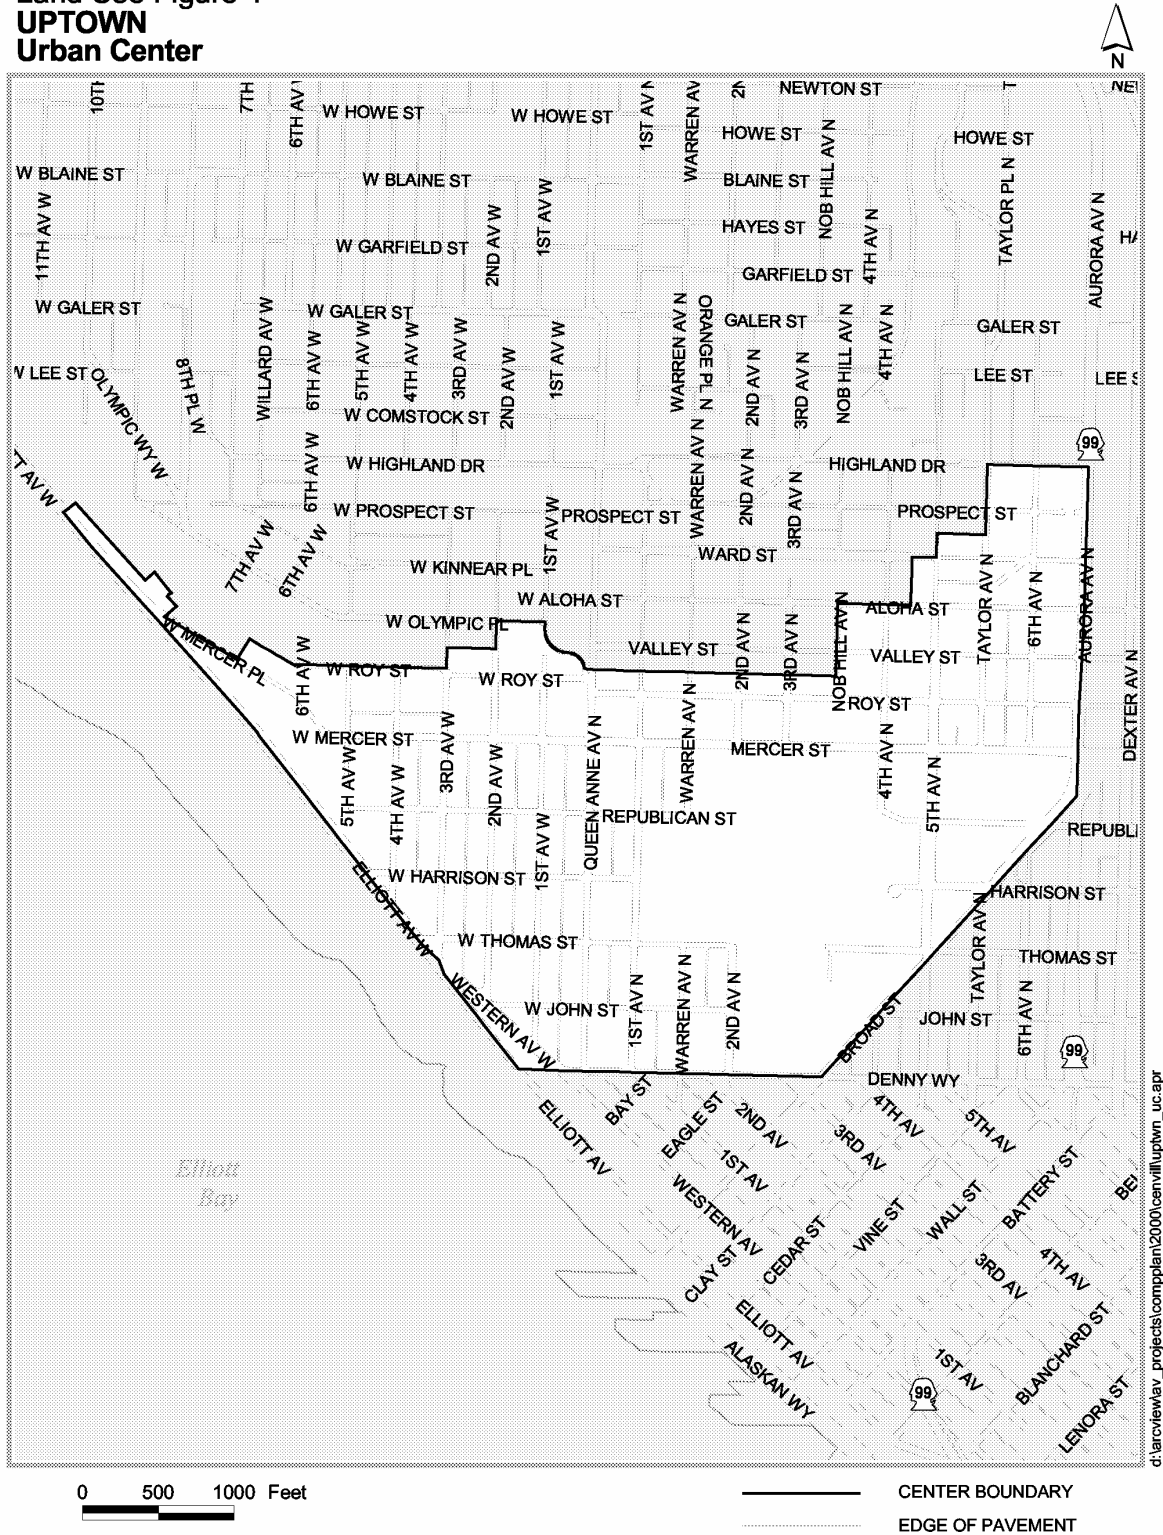 UPTOWN
Urban Center
N
10TH
7TH
6TH AV W
W HOWE ST
W HOWE ST
1ST AV N
WARREN AV
NEWTON ST
HOWE ST
NOB HILL AV N
HOWE ST
W BLAINE ST
W BLAINE ST
BLAINE ST
11TH AV W
2ND AV W
1ST AV W
W GARFIELD ST
HAYES ST
4TH AV N
TAYLOR PL N
AURORA AV N
GARFIELD ST
W GALER ST
W GALER ST
GALER ST
GALER ST
WILLARD AV W
6TH AV W
5TH AV W
4TH AV W
3RD AV W
2ND AV W
1ST AV W
WARREN AV N
ORANGE PL N
2ND AV N
3RD AV N
NOB HILL AV N
4TH AV N
W LEE ST
OLYMPIC WY W
8TH PL W
LEE ST
LEE S
W COMSTOCK ST
99
6TH AV W
W HIGHLAND DR
WARREN AV N
2ND AV N
3RD AV N
HIGHLAND DR
TT AV W
W PROSPECT ST
1ST AV W
PROSPECT ST
PROSPECT ST
7TH AV W
6TH AV W
W KINNEAR PL
WARD ST
W ALOHA ST
ALOHA ST
TAYLOR AV N
6TH AV N
AURORA AV N
W MERCER PL
W OLYMPIC PL
VALLEY ST
2ND AV N
3RD AV N
NOB HILL AV N
VALLEY ST
6TH AV W
W ROY ST
W ROY ST
ROY ST
DEXTER AV N
W MERCER ST
3RD AV W
QUEEN ANNE AV N
WARREN AV N
MERCER ST
4TH AV N
5TH AV N
5TH AV W
4TH AV W
2ND AV W
1ST AV W
REPUBLICAN ST
REPUBLI
ELLIOTT AV W
W HARRISON ST
HARRISON ST
W THOMAS ST
TAYLOR AV N
THOMAS ST
WESTERN AV W
W JOHN ST
1ST AV N
WARREN AV N
2ND AV N
BROAD ST
JOHN ST
6TH AV N
99
DENNY WY
ELLIOTT AV
BAY ST
EAGLE ST
2ND AV
3RD AV
4TH AV
5TH AV
Elliott
Bay
1ST AV
WESTERN AV
CLAY ST
CEDAR ST
VINE ST
WALL ST
BATTERY ST
BEL
3RD AV
4TH AV
ELLIOTT AV
ALASKAN WY
1ST AV
BLANCHARD ST
LENORA ST
99
d:\arcview\av_projects\compplan\2000\cenvill\uptwn_uc.apr
0 500 1000 Feet
CENTER BOUNDARY
EDGE OF PAVEMENT